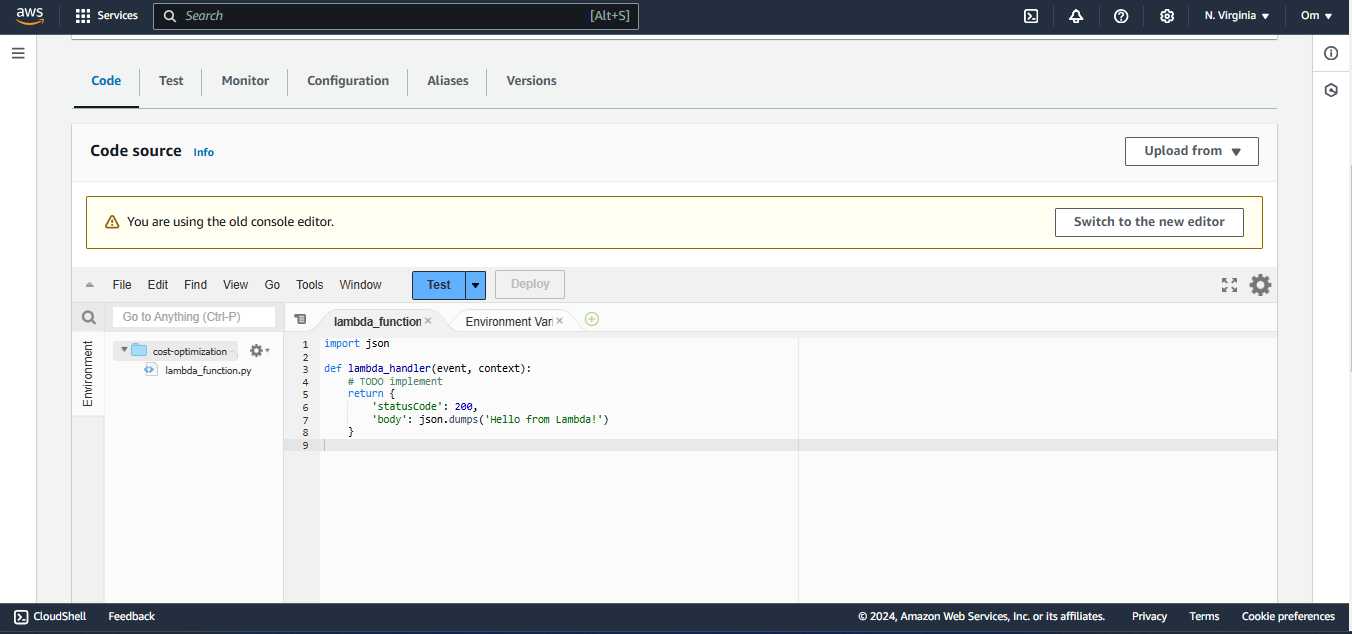 aws Services Search [Alt+S] N. Virginia Om
Code Test Monitor Configuration Aliases Versions
Code source Info Upload from
You are using the old console editor. Switch to the new editor
File Edit Find View Go Tools Window Test Deploy
Go to Anything (Ctrl-P) lambda_function Environment Vari
Environment
cost-optimization
lambda_function.py
1 import json
2
3 def lambda_handler(event, context):
4 # TODO implement
5 return {
6 'statusCode': 200,
7 'body': json.dumps('Hello from Lambda!')
8 }
9
CloudShell Feedback © 2024, Amazon Web Services, Inc. or its affiliates. Privacy Terms Cookie preferences